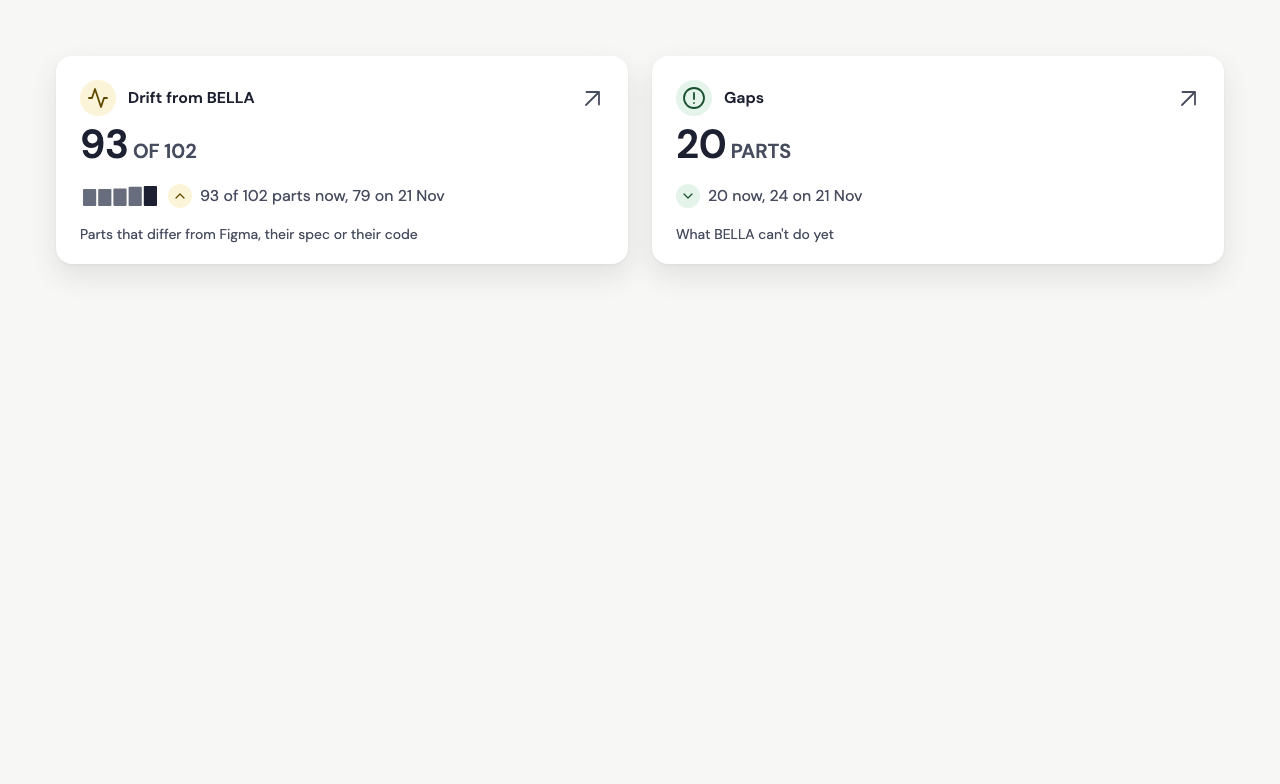 Drift from BELLA
93 OF 102
93 of 102 parts now, 79 on 21 Nov
Parts that differ from Figma, their spec or their code
Gaps
20 PARTS
20 now, 24 on 21 Nov
What BELLA can't do yet